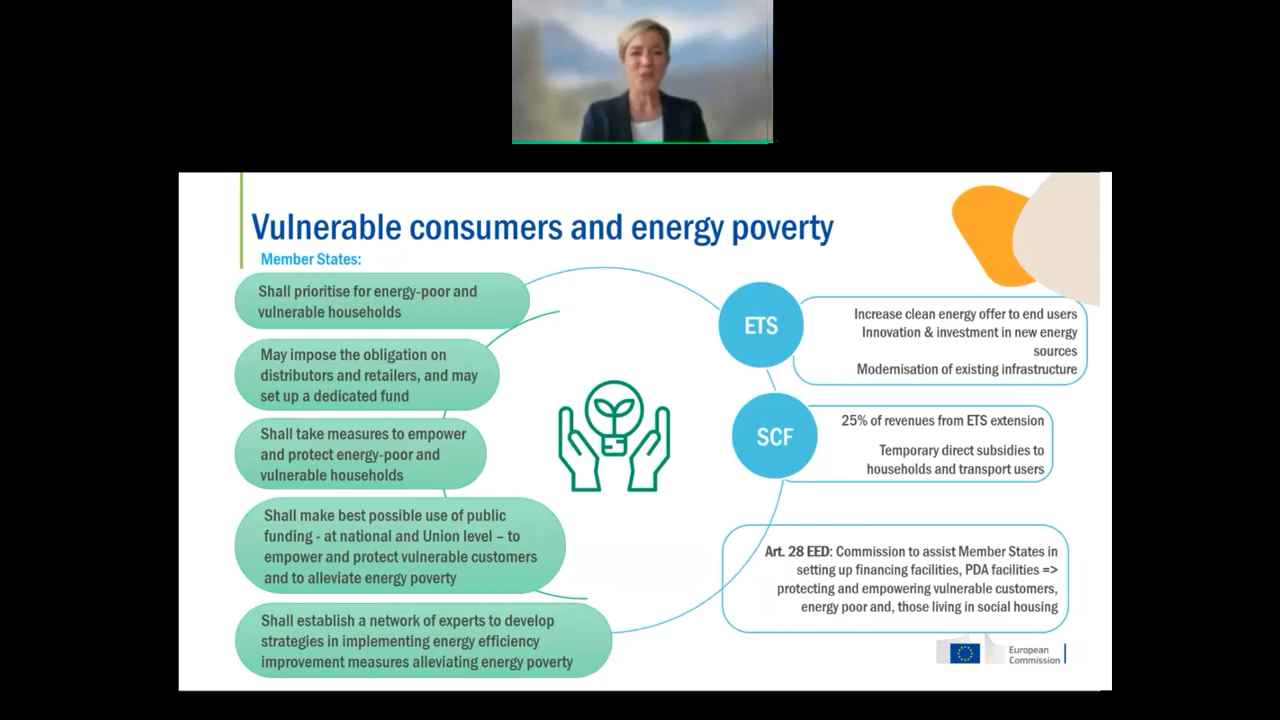 Vulnerable consumers and energy poverty
Member States:
Shall prioritise for energy-poor and
vulnerable households
May impose the obligation on
distributors and retailers, and may
set up a dedicated fund
Shall take measures to empower
and protect energy-poor and
vulnerable households
Shall make best possible use of public
funding - at national and Union level – to
empower and protect vulnerable customers
and to alleviate energy poverty
Shall establish a network of experts to develop
strategies in implementing energy efficiency
improvement measures alleviating energy poverty
ETS
Increase clean energy offer to end users
Innovation & investment in new energy
sources
Modernisation of existing infrastructure
SCF
25% of revenues from ETS extension
Temporary direct subsidies to
households and transport users
Art. 28 EED: Commission to assist Member States in
setting up financing facilities, PDA facilities =>
protecting and empowering vulnerable customers,
energy poor and, those living in social housing
European
Commission